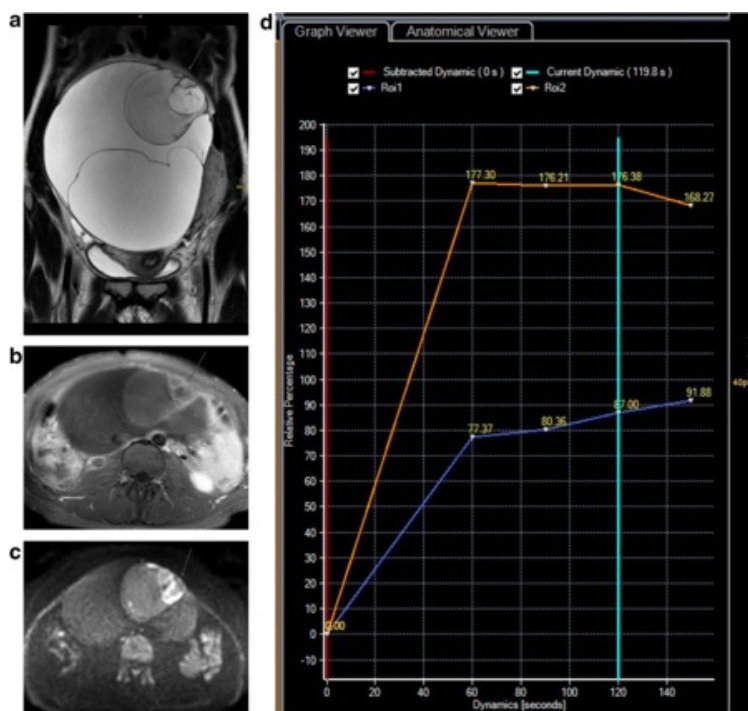 a
d
Graph Viewer Anatomical Viewer
Subtracted Dynamic ( 0 s ) Current Dynamic ( 119.8 s )
Roi1 Roi2
200
190
180
177.30 176.21 176.38
170
168.27
160
150
140
130
120
110
b
100
Relative Percentage
90
91.88
40p
87.00
80
77.37 80.36
70
60
50
40
30
c
20
10
0
0.00
-10
0 20 40 60 80 100 120 140
Dynamics [seconds]